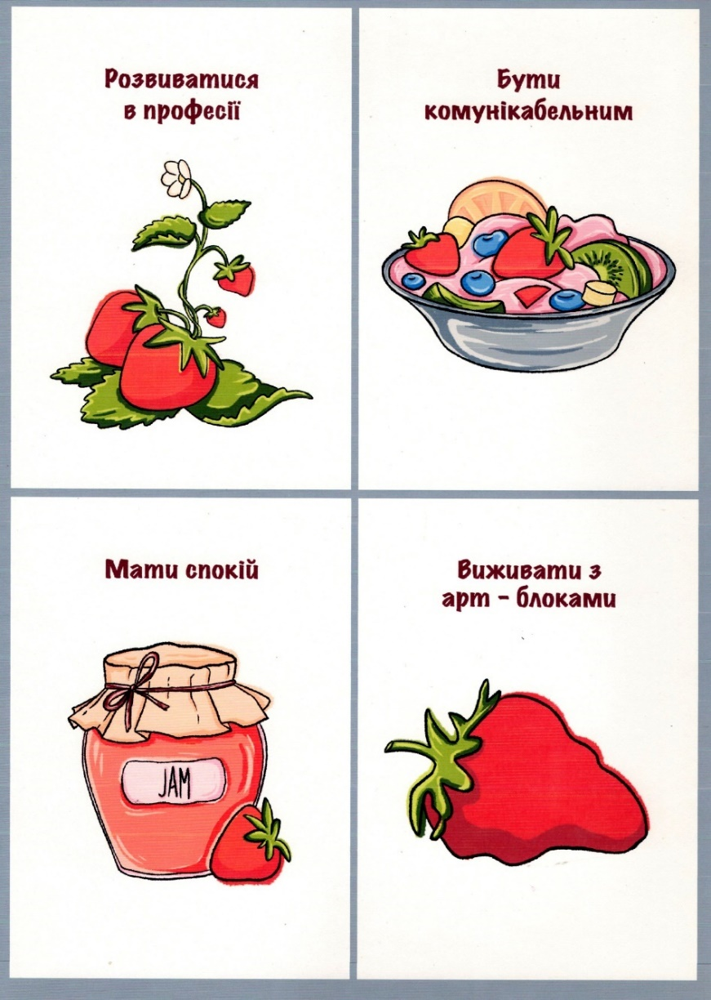 Розвиватися
в професії
Бути
комунікабельним
Мати спокій
JAM
Виживати з
арт - блоками